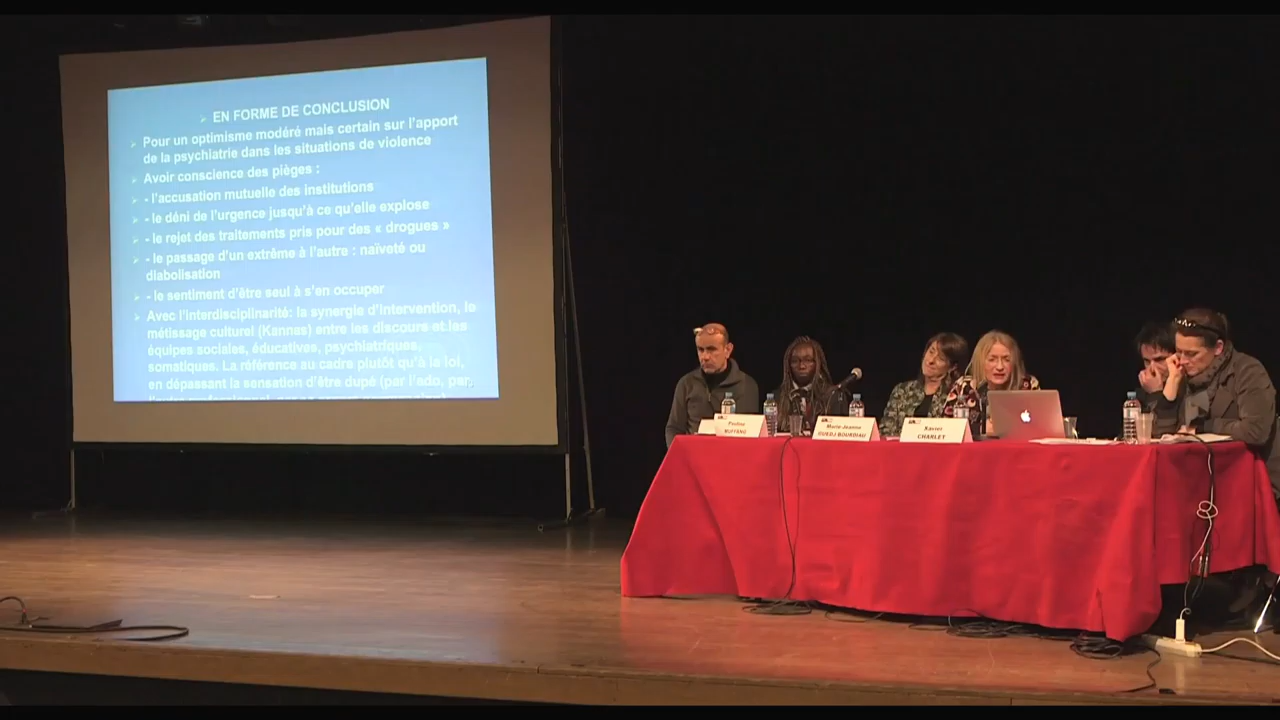 EN FORME DE CONCLUSION
Pour un optimisme modéré mais certain sur l'apport
de la psychiatrie dans les situations de violence
Avoir conscience des pièges :
- l'accusation mutuelle des institutions
- le déni de l'urgence jusqu'à ce qu'elle explose
- le rejet des traitements pris pour des « drogues »
- le passage d'un extrême à l'autre : naïveté ou
diabolisation
- le sentiment d'être seul à s'en occuper
Avec l'interdisciplinarité: la synergie d'intervention, le
métissage culturel (Kannas) entre les discours et les
équipes sociales, éducatives, psychiatriques,
somatiques. La référence au cadre plutôt qu'à la loi,
en dépassant la sensation d'être dupé (par l'ado, par
Pauline
Marie-Jeanne
GUEDJ BOURDIAU
Xavier
CHARLET